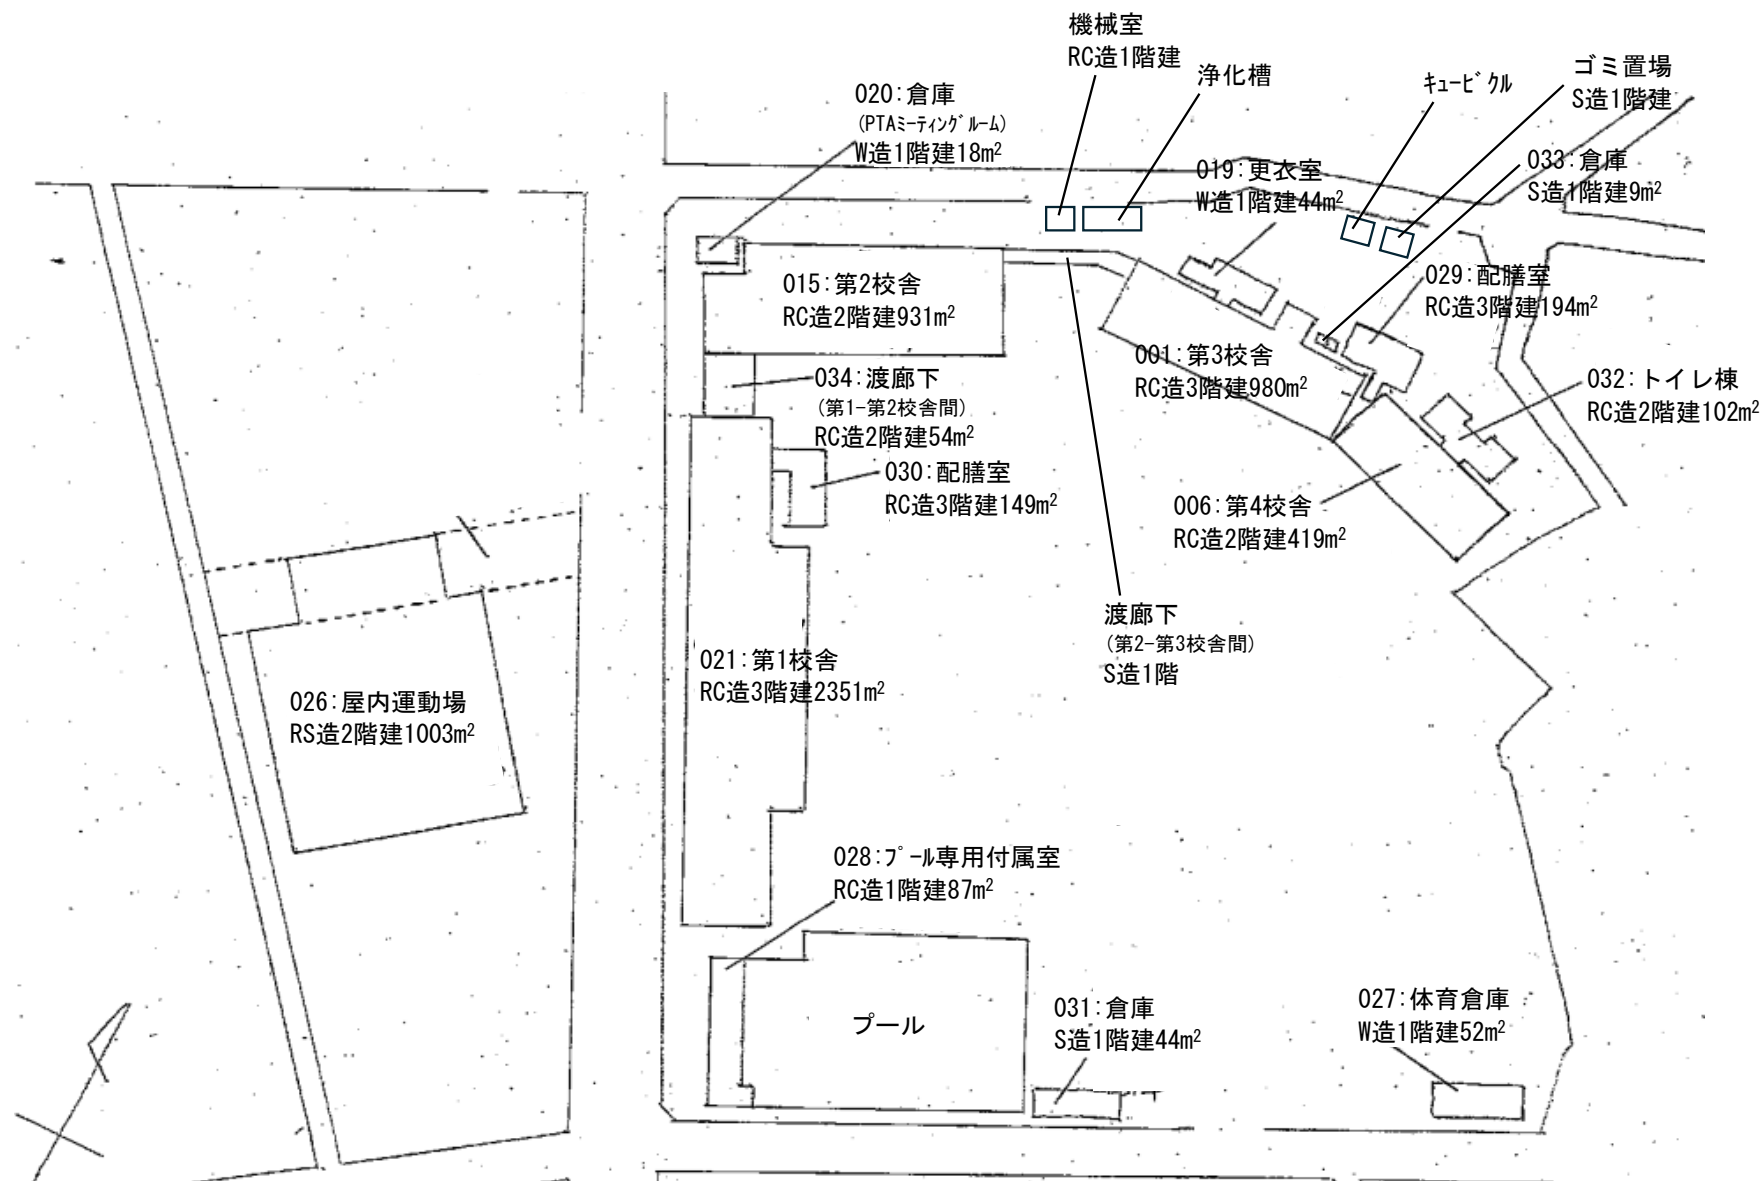 機械室
RC造1階建
浄化槽
ｷｭｰﾋﾞｸﾙ
ゴミ置場
S造1階建
020:倉庫
(PTAﾐｰﾃｨﾝｸﾞﾙｰﾑ)
W造1階建18m²
019:更衣室
W造1階建44m²
033:倉庫
S造1階建9m²
015:第2校舎
RC造2階建931m²
029:配膳室
RC造3階建194m²
001:第3校舎
RC造3階建980m²
034:渡廊下
(第1-第2校舎間)
RC造2階建54m²
032:トイレ棟
RC造2階建102m²
030:配膳室
RC造3階建149m²
006:第4校舎
RC造2階建419m²
渡廊下
(第2-第3校舎間)
S造1階
021:第1校舎
RC造3階建2351m²
026:屋内運動場
RS造2階建1003m²
028:ﾌﾟｰﾙ専用付属室
RC造1階建87m²
プール
031:倉庫
S造1階建44m²
027:体育倉庫
W造1階建52m²